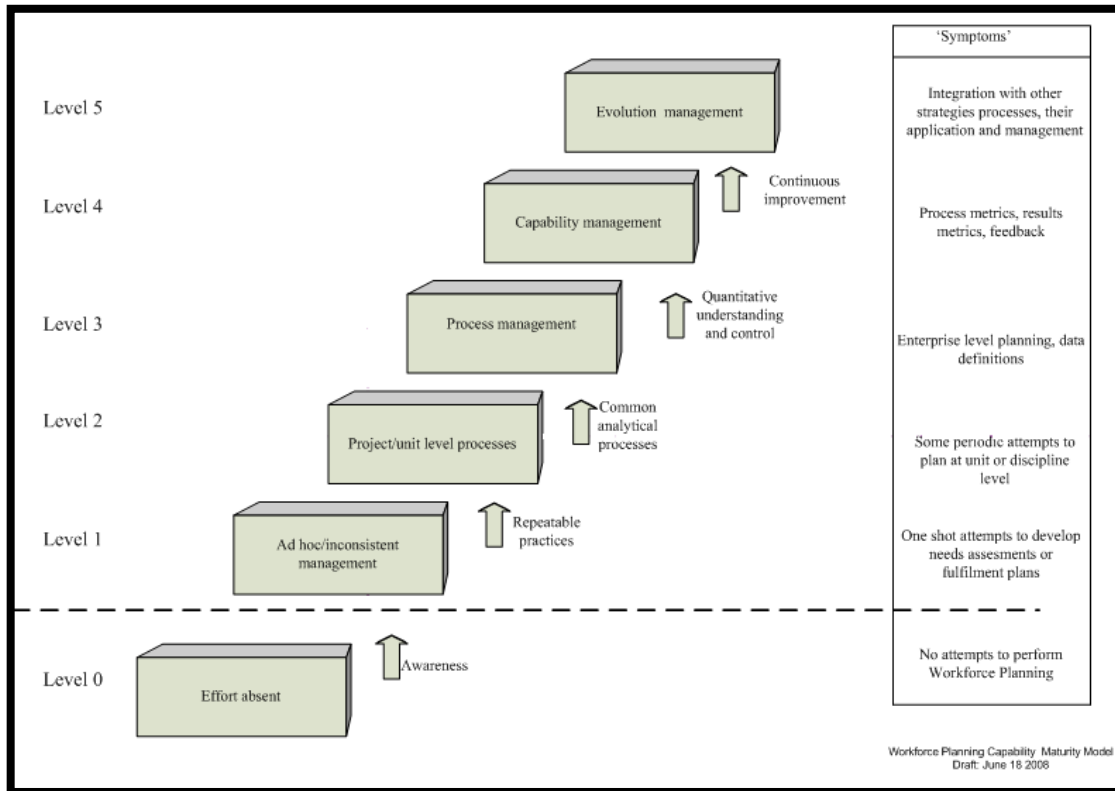 'Symptoms'
Level 5
Evolution management
Integration with other
strategies processes, their
application and management
Continuous
improvement
Level 4
Capability management
Process metrics, results
metrics, feedback
Quantitative
understanding
and control
Level 3
Process management
Enterprise level planning, data
definitions
Common
analytical
processes
Level 2
Project/unit level processes
Some periodic attempts to
plan at unit or discipline
level
Repeatable
practices
Level 1
Ad hoc/inconsistent
management
One shot attempts to develop
needs assesments or
fulfilment plans
Awareness
Level 0
Effort absent
No attempts to perform
Workforce Planning
Workforce Planning Capability Maturity Model
Draft: June 18 2008